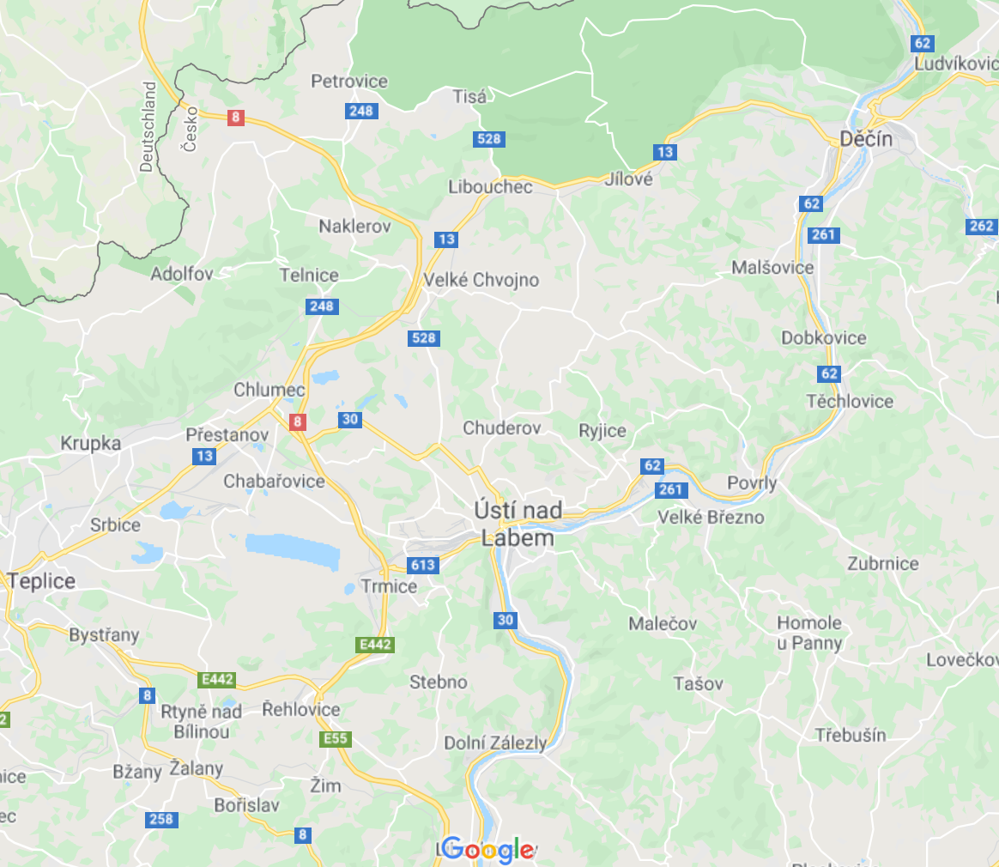 62
Ludvíkovic
Petrovice
Tisá
248
Deutschland
Česko
8
528
Děčín
13
Jílové
Libouchec
62
261
262
Naklerov
13
Malšovice
Adolfov
Telnice
Velké Chvojno
248
528
Dobkovice
62
Chlumec
Těchlovice
8
30
Přestanov
Chuderov
Ryjice
Krupka
13
62
Chabařovice
261
Povrly
Ústí nad
Labem
Velké Březno
Srbice
613
Zubrnice
Teplice
Trmice
30
Malečov
Homole
u Panny
Bystřany
E442
Lovečkov
E442
Stebno
Tašov
8
Rtyně nad
Bílinou
Řehlovice
2
E55
Dolní Zálezly
Třebušín
Bžany
Žalany
nice
Žim
Bořislav
ec
258
8
Google